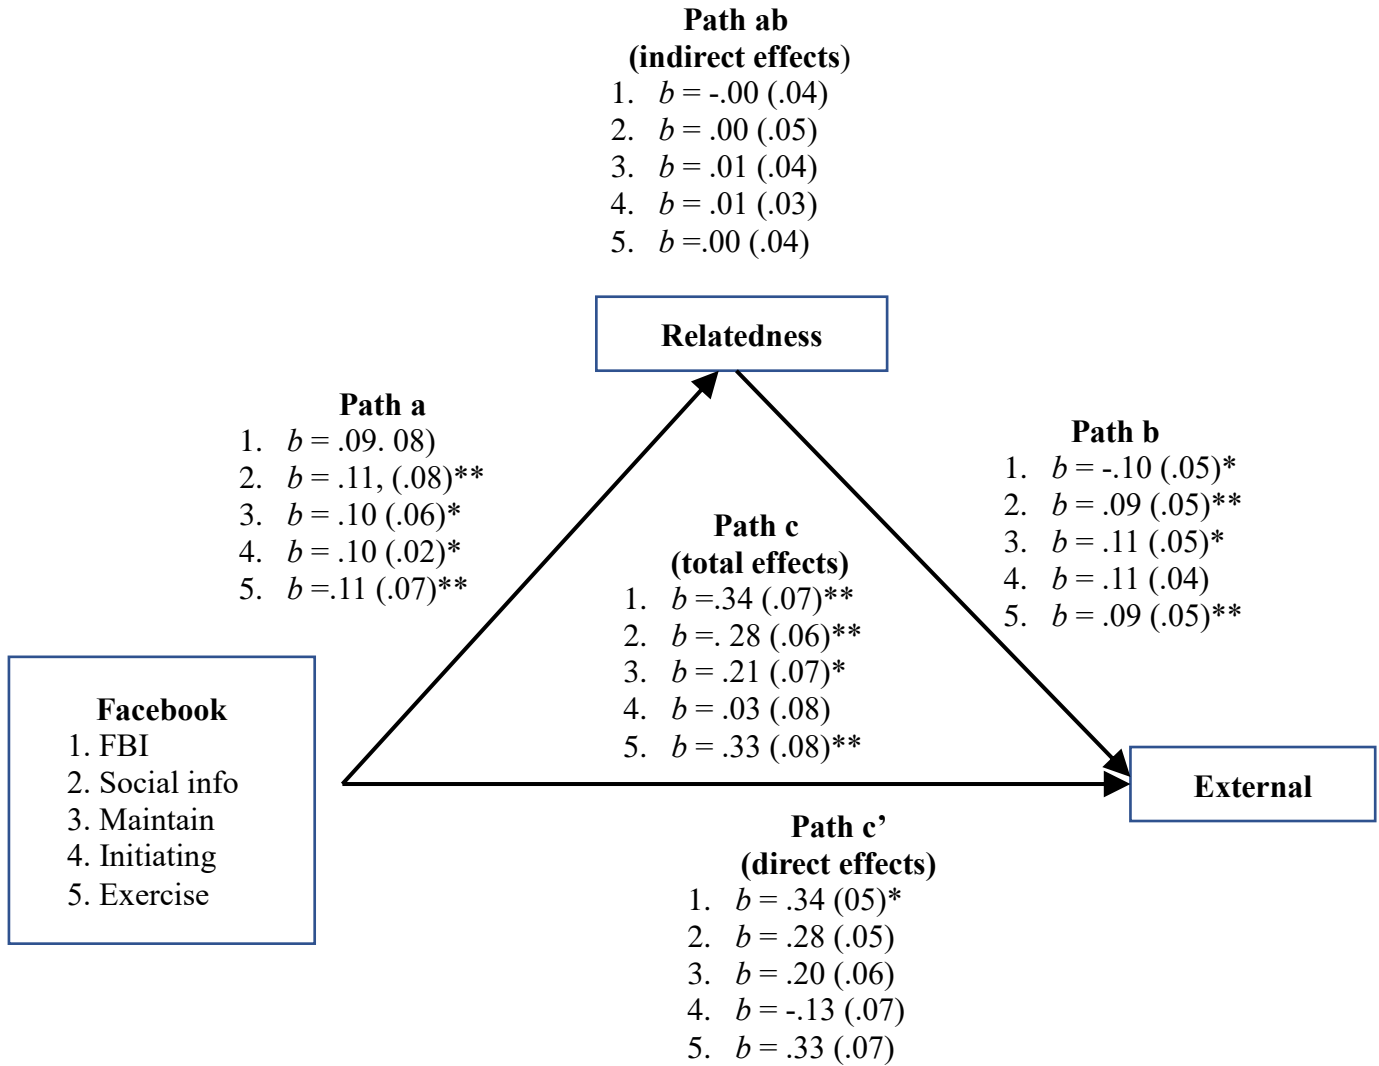 Path ab
(indirect effects)
1. b = -.00 (.04)
2. b = .00 (.05)
3. b = .01 (.04)
4. b = .01 (.03)
5. b =.00 (.04)
Relatedness
Path a
1. b = .09. 08)
2. b = .11, (.08)**
3. b = .10 (.06)*
4. b = .10 (.02)*
5. b =.11 (.07)**
Path b
1. b = -.10 (.05)*
2. b = .09 (.05)**
3. b = .11 (.05)*
4. b = .11 (.04)
5. b = .09 (.05)**
Path c
(total effects)
1. b =.34 (.07)**
2. b =. 28 (.06)**
3. b = .21 (.07)*
4. b = .03 (.08)
5. b = .33 (.08)**
Facebook
1. FBI
2. Social info
3. Maintain
4. Initiating
5. Exercise
External
Path c’
(direct effects)
1. b = .34 (05)*
2. b = .28 (.05)
3. b = .20 (.06)
4. b = -.13 (.07)
5. b = .33 (.07)